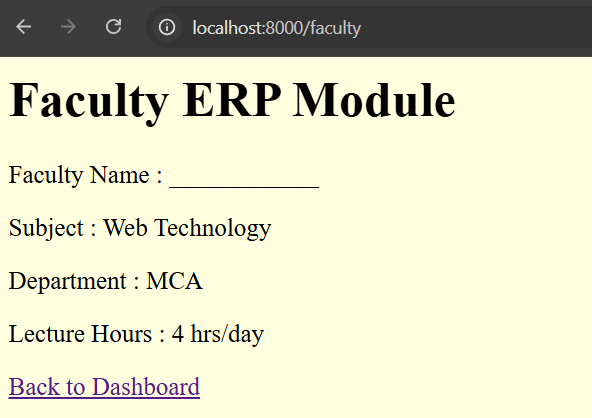 localhost:8000/faculty
Faculty ERP Module
Faculty Name : ____________
Subject : Web Technology
Department : MCA
Lecture Hours : 4 hrs/day
Back to Dashboard